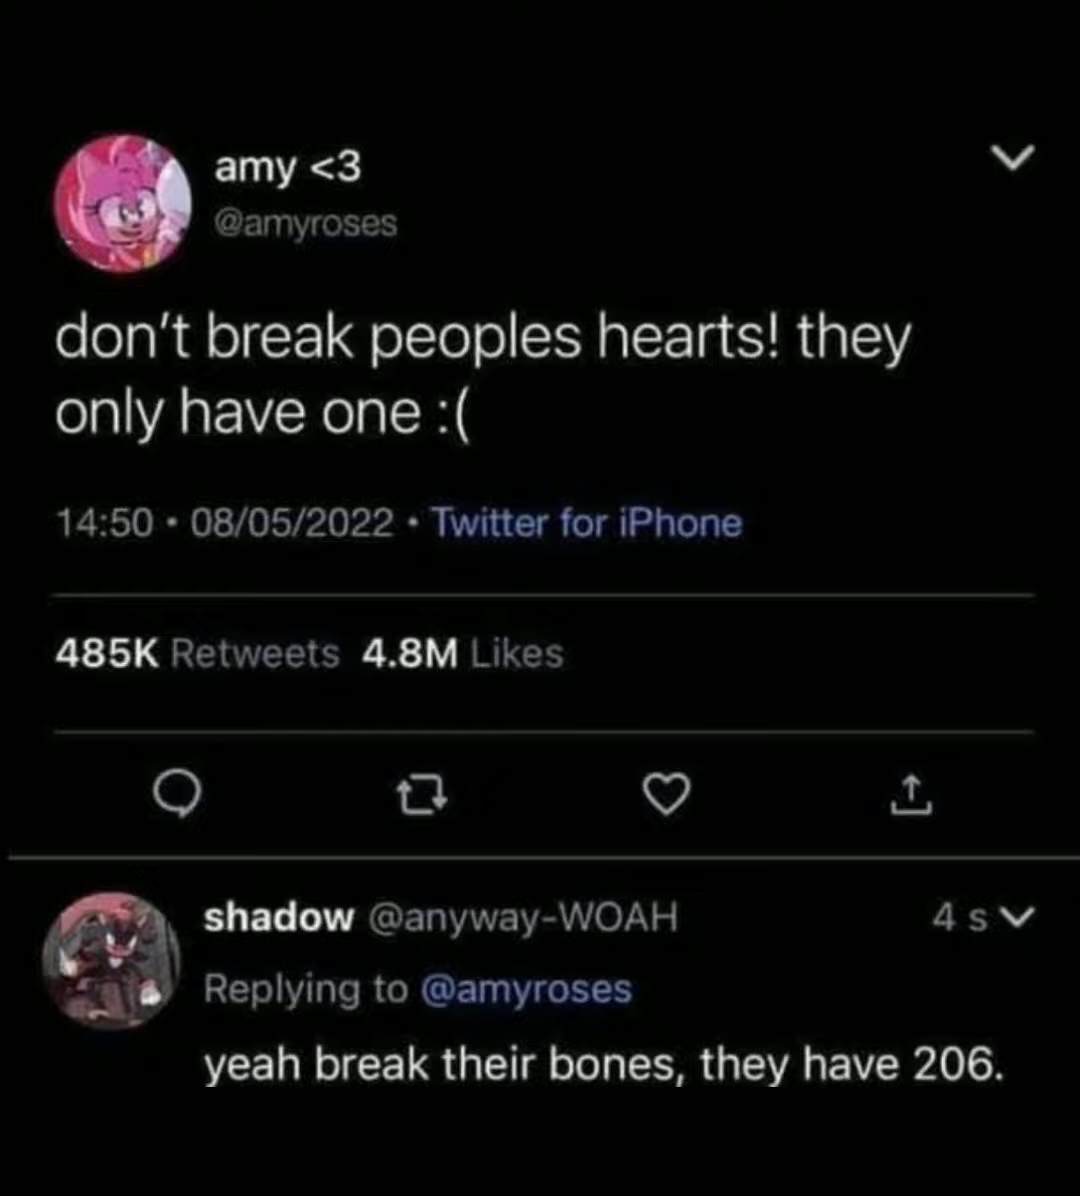 amy <3
@amyroses
don't break peoples hearts! they
only have one :(
14:50 • 08/05/2022 • Twitter for iPhone
485K Retweets 4.8M Likes
shadow @anyway-WOAH 4 s
Replying to @amyroses
yeah break their bones, they have 206.